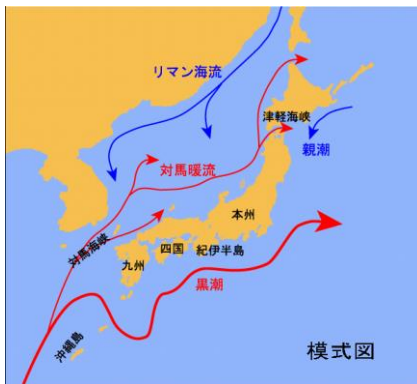 リマン海流
津軽海峡
親潮
対馬暖流
本州
対馬海峡
四国
紀伊半島
九州
黒潮
沖縄島
模式図